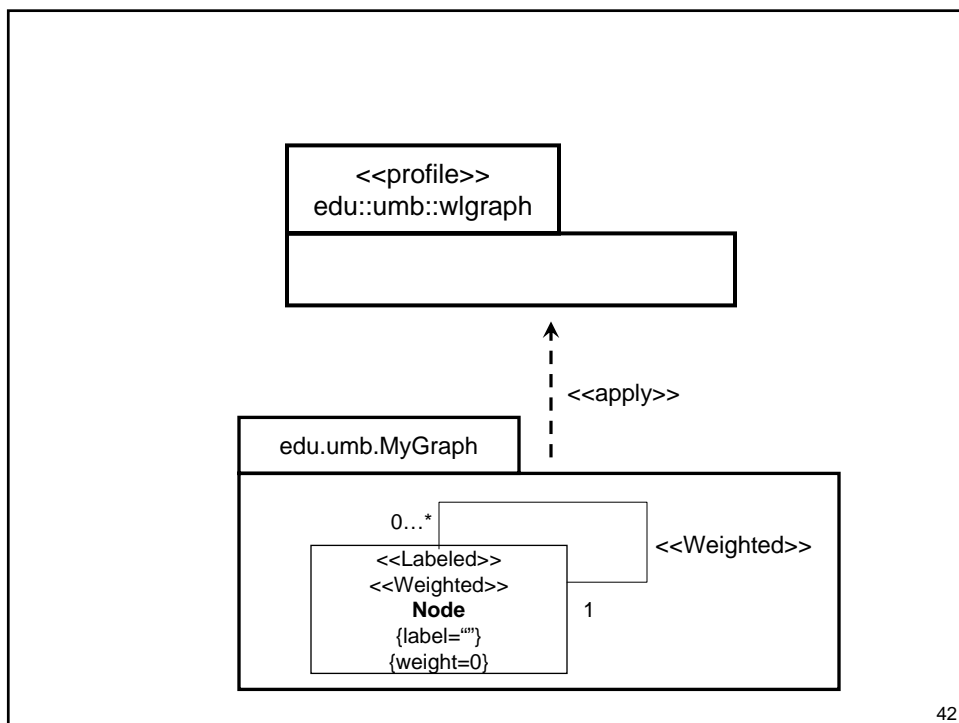 <<profile>>
edu::umb::wlgraph
<<apply>>
edu.umb.MyGraph
0…*
<<Weighted>>
<<Labeled>>
<<Weighted>>
Node
{label=“”}
{weight=0}
1
42